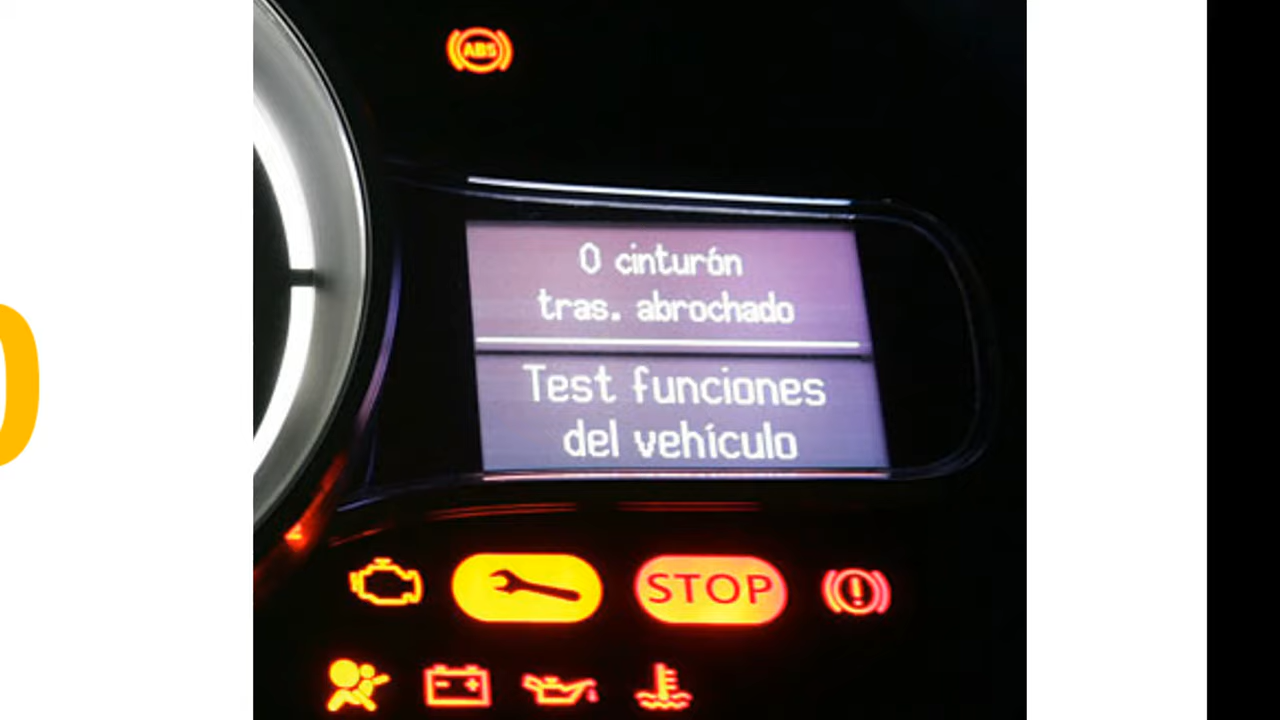 ABS
0 cinturón
tras. abrochado
Test funciones
del vehículo
STOP